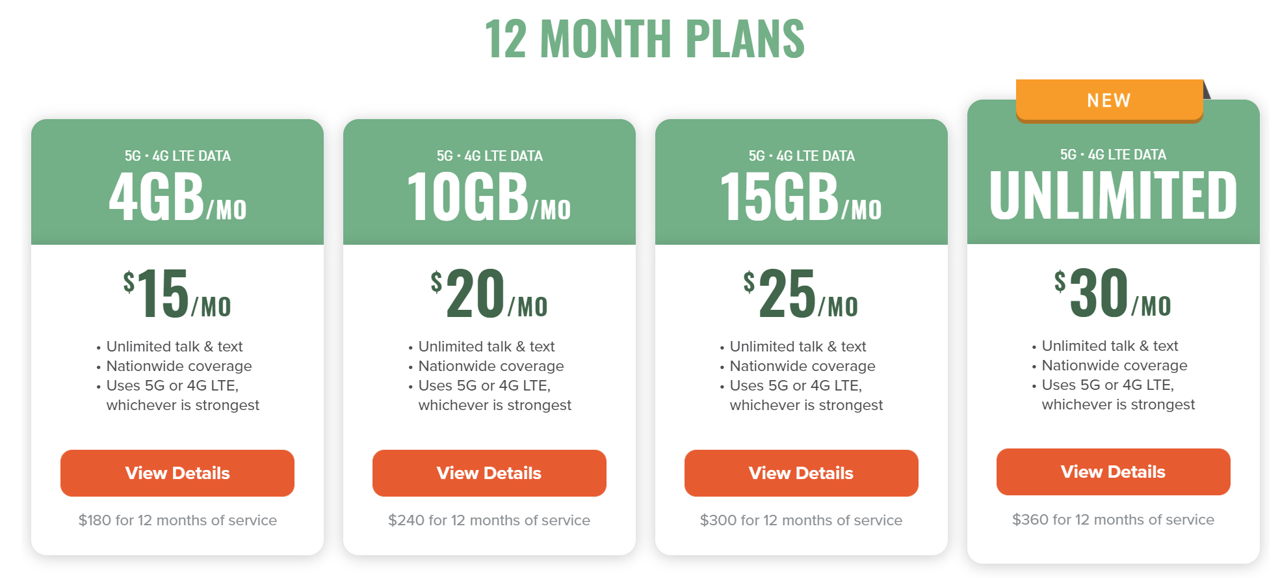 12 MONTH PLANS
5G • 4G LTE DATA
4GB/MO
$15/MO
• Unlimited talk & text
• Nationwide coverage
• Uses 5G or 4G LTE,
whichever is strongest
View Details
$180 for 12 months of service
5G • 4G LTE DATA
10GB/MO
$20/MO
• Unlimited talk & text
• Nationwide coverage
• Uses 5G or 4G LTE,
whichever is strongest
View Details
$240 for 12 months of service
5G • 4G LTE DATA
15GB/MO
$25/MO
• Unlimited talk & text
• Nationwide coverage
• Uses 5G or 4G LTE,
whichever is strongest
View Details
$300 for 12 months of service
NEW
5G • 4G LTE DATA
UNLIMITED
$30/MO
• Unlimited talk & text
• Nationwide coverage
• Uses 5G or 4G LTE,
whichever is strongest
View Details
$360 for 12 months of service